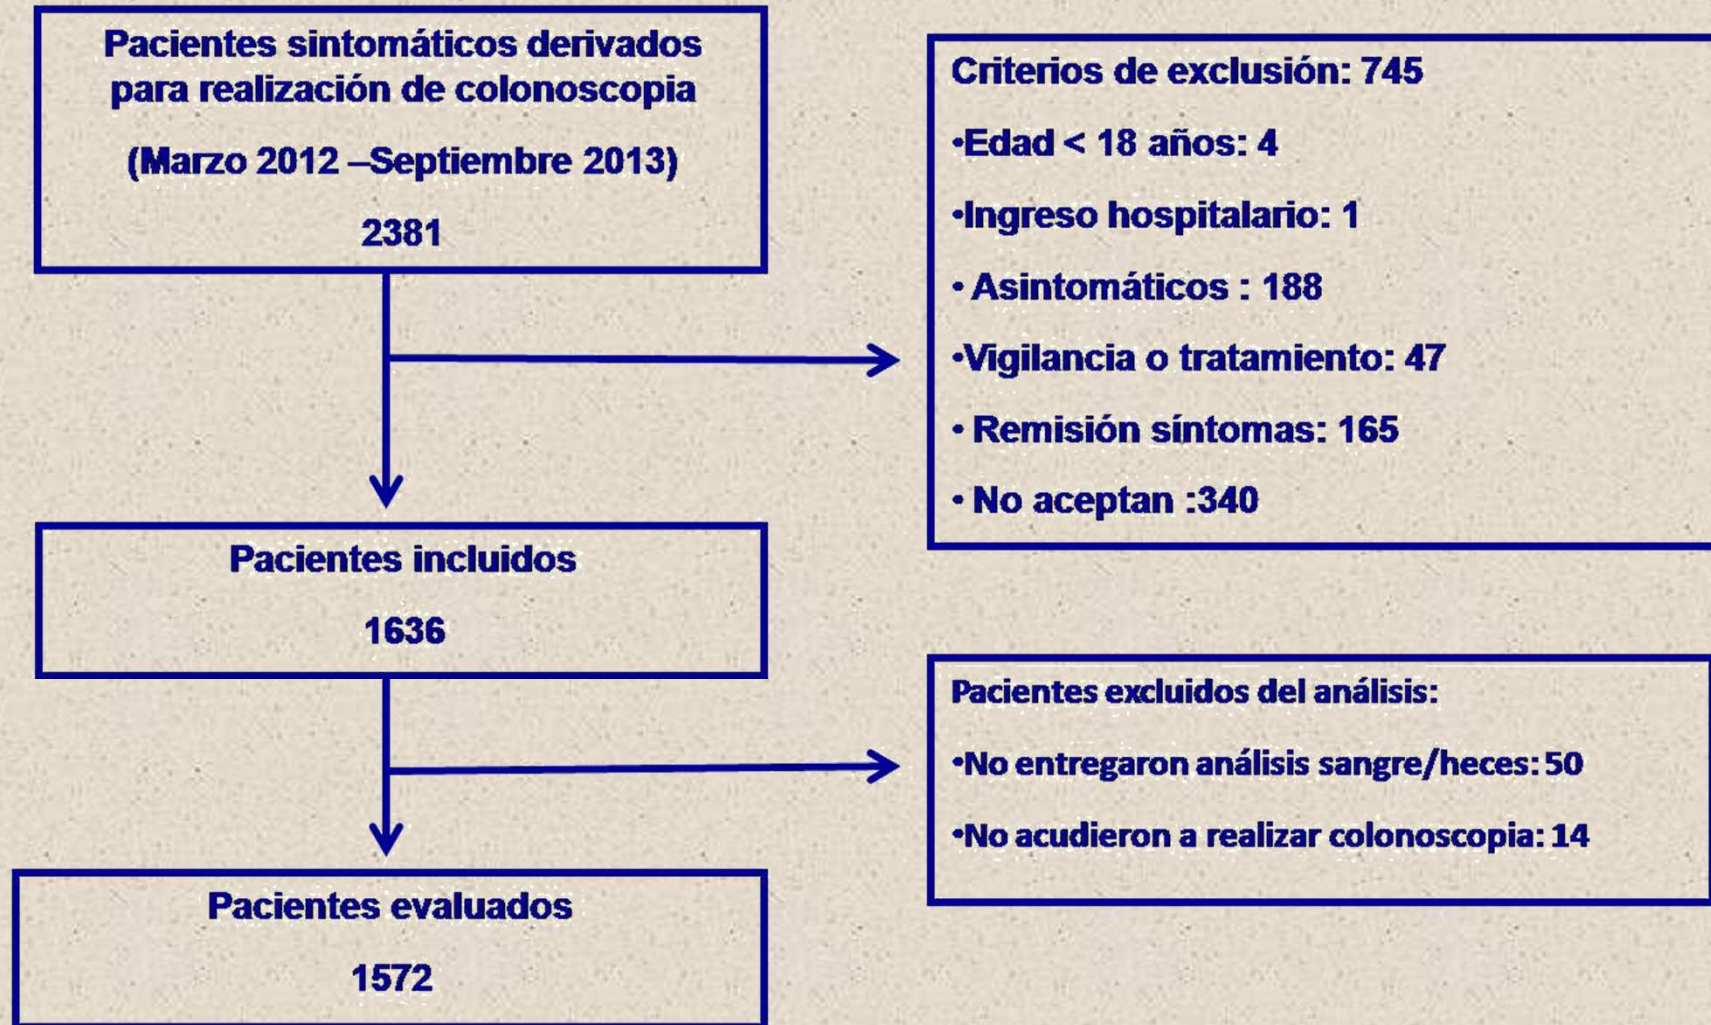 Pacientes sintomáticos derivados
para realización de colonoscopia
(Marzo 2012 –Septiembre 2013)
2381
Criterios de exclusión: 745
•Edad < 18 años: 4
•Ingreso hospitalario: 1
• Asintomáticos : 188
•Vigilancia o tratamiento: 47
• Remisión síntomas: 165
• No aceptan :340
Pacientes incluidos
1636
Pacientes excluidos del análisis:
•No entregaron análisis sangre/heces: 50
•No acudieron a realizar colonoscopia: 14
Pacientes evaluados
1572